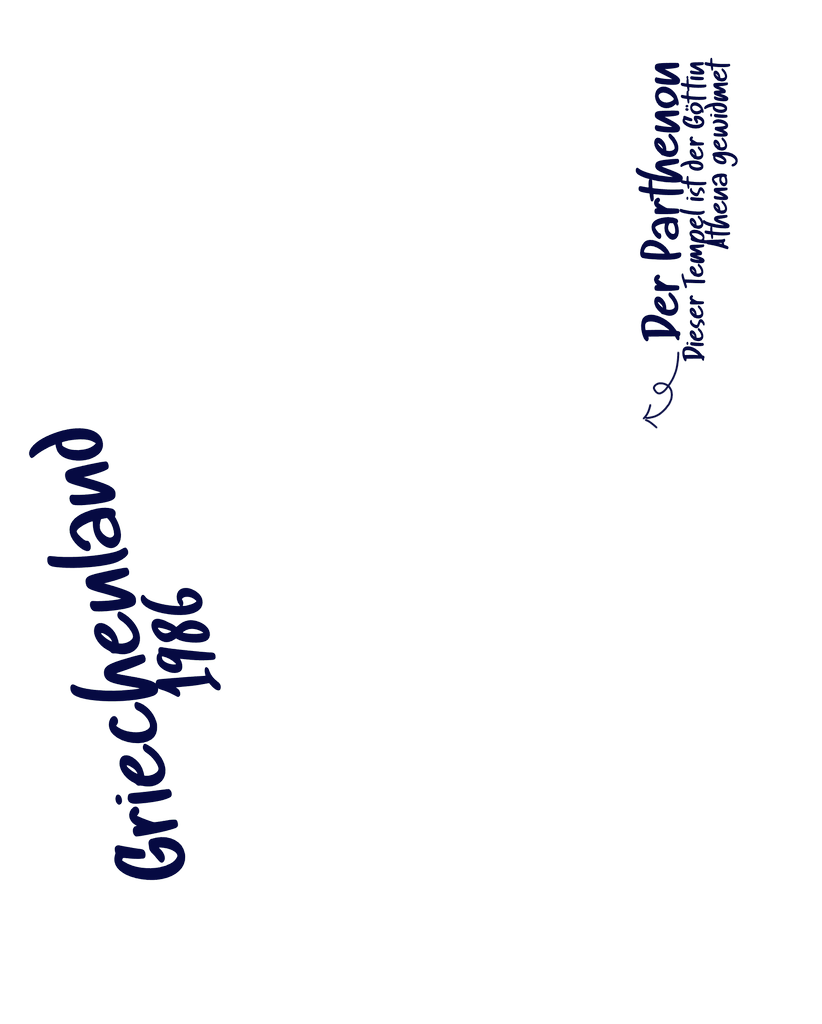 Griechenland
1986
Der Parthenon
Dieser Tempel ist der Göttin
Athena gewidmet